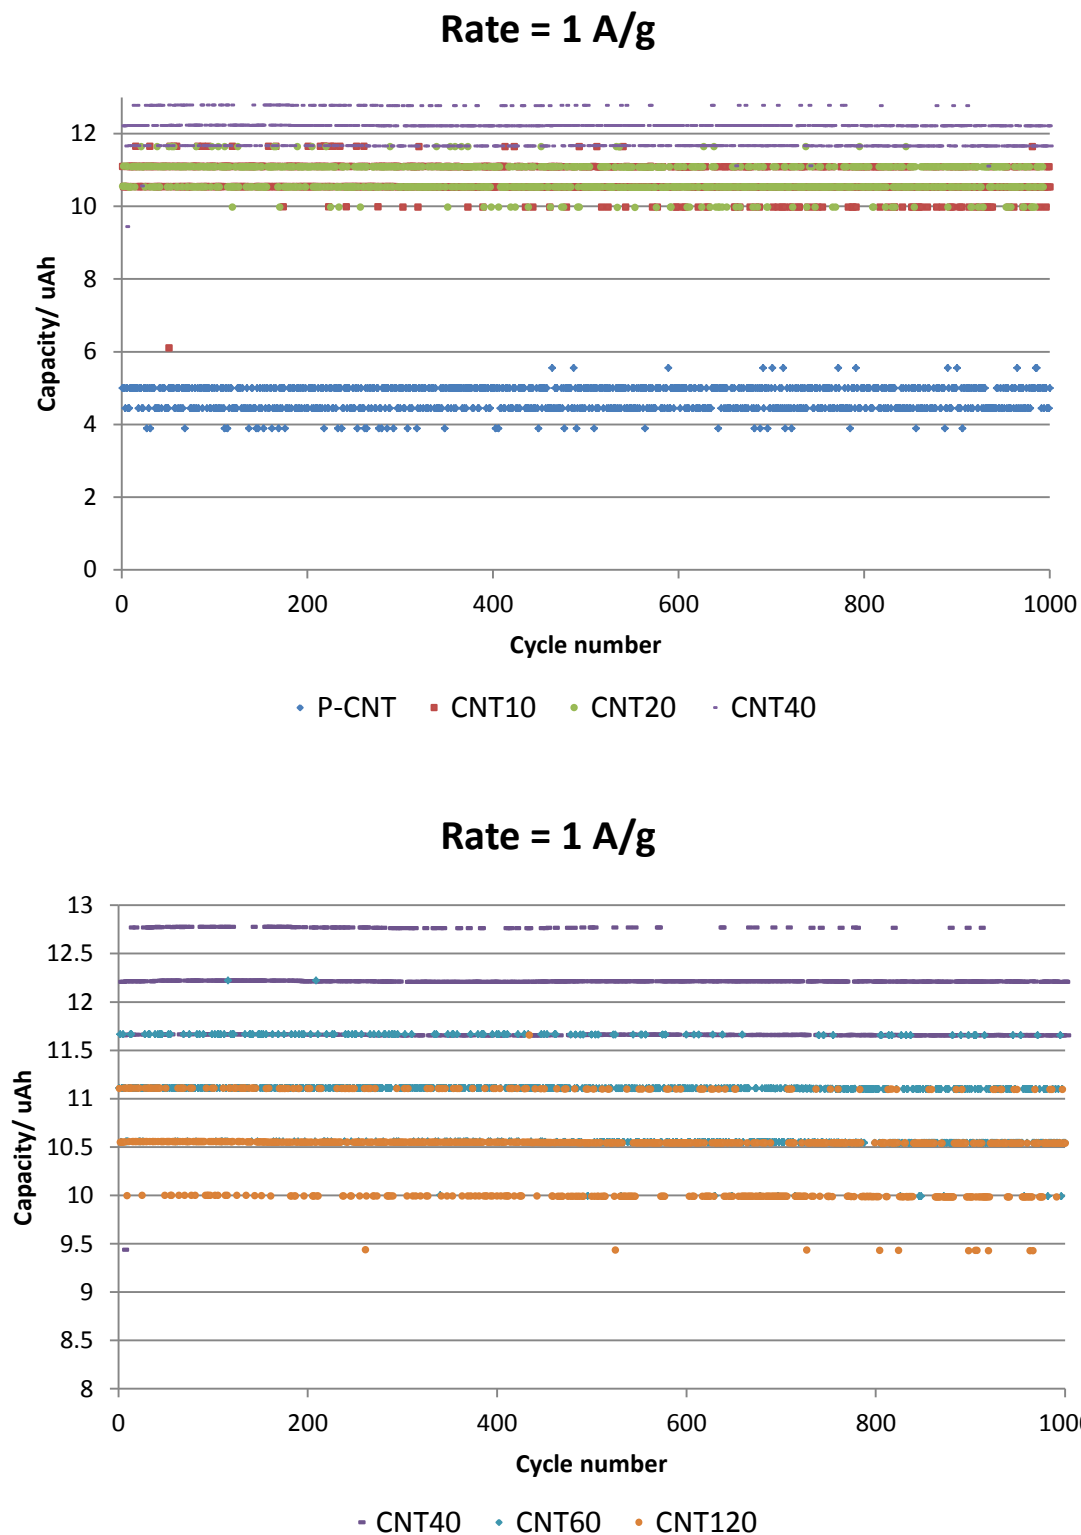 Rate = 1 A/g
12
10
8
6
4
2
0
Capacity/ uAh
0 200 400 600 800 1000
Cycle number
P-CNT CNT10 CNT20 CNT40
Rate = 1 A/g
13
12.5
12
11.5
11
10.5
10
9.5
9
8.5
8
Capacity/ uAh
0 200 400 600 800 1000
Cycle number
CNT40 CNT60 CNT120